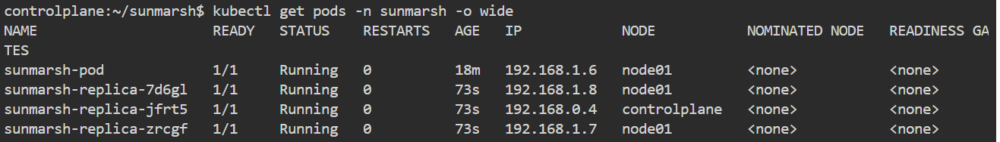 controlplane:~/sunmarsh$ kubectl get pods -n sunmarsh -o wide
NAME                     READY   STATUS    RESTARTS   AGE   IP            NODE           NOMINATED NODE   READINESS GA
TES
sunmarsh-pod             1/1     Running   0          18m   192.168.1.6   node01         <none>           <none>
sunmarsh-replica-7d6gl   1/1     Running   0          73s   192.168.1.8   node01         <none>           <none>
sunmarsh-replica-jfrt5   1/1     Running   0          73s   192.168.0.4   controlplane   <none>           <none>
sunmarsh-replica-zrcgf   1/1     Running   0          73s   192.168.1.7   node01         <none>           <none>